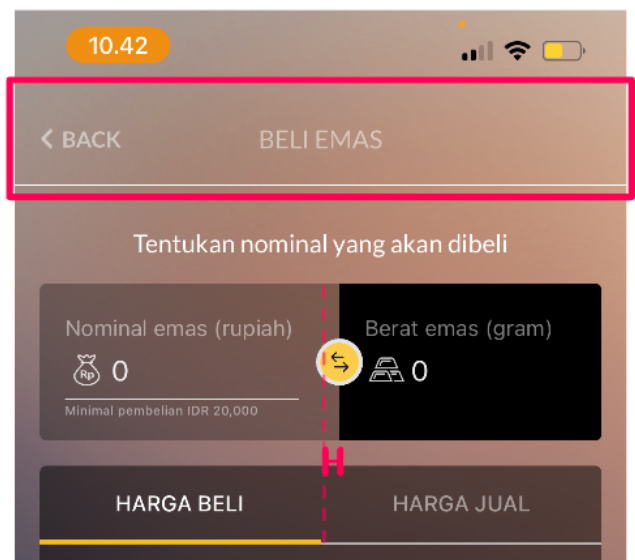 10.42
BACK
BELI EMAS
Tentukan nominal yang akan dibeli
Nominal emas (rupiah)
Rp 0
Minimal pembelian IDR 20,000
Berat emas (gram)
0
HARGA BELI
HARGA JUAL